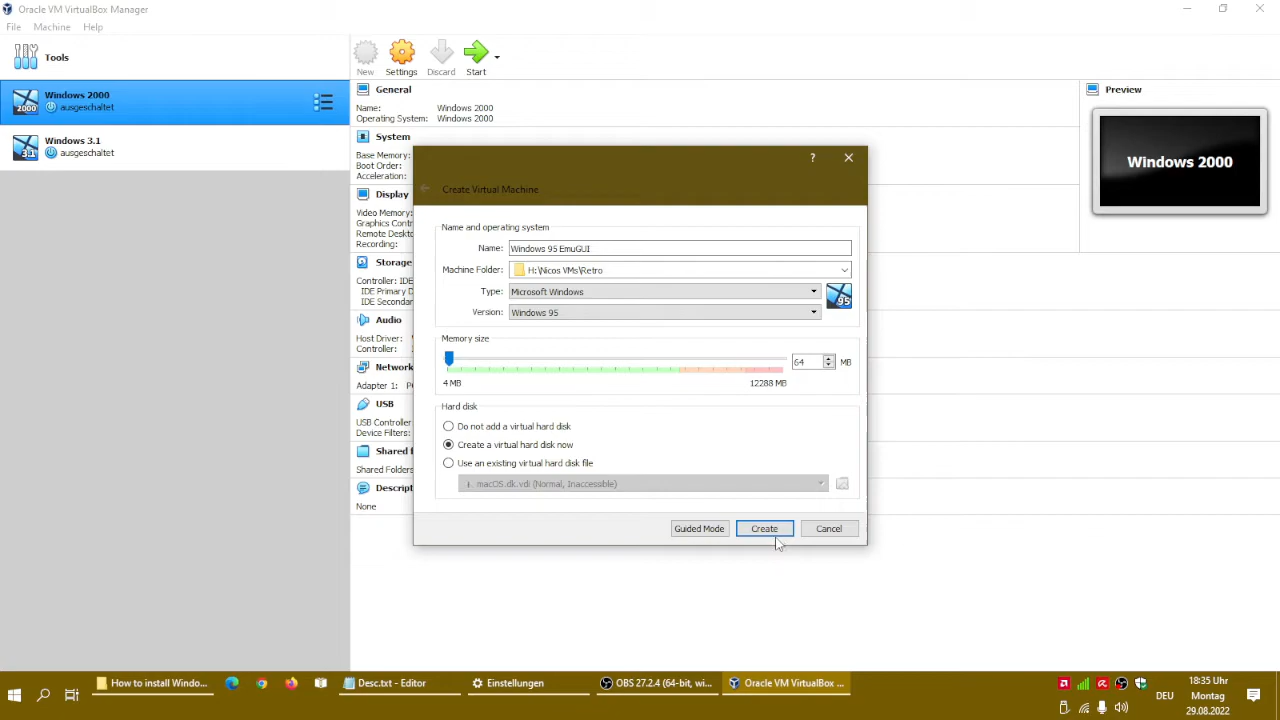 Oracle VM VirtualBox Manager
File Machine Help
Tools
New Settings Discard Start
2000
Windows 2000
ausgeschaltet
3.1
Windows 3.1
ausgeschaltet
General
Name: Windows 2000
Operating System: Windows 2000
System
Base Memory:
Boot Order:
Acceleration:
Display
Video Memory:
Graphics Contr
Remote Deskto
Recording:
Storage
Controller: IDE
IDE Primary D
IDE Secondar
Audio
Host Driver:
Controller:
Network
Adapter 1:
USB
USB Controller
Device Filters:
Shared f
Shared Folders
Descript
None
Preview
Windows 2000
?
Create Virtual Machine
Name and operating system
Name: Windows 95 EmuGUI
Machine Folder: H:\Nicos VMs\Retro
Type: Microsoft Windows
95
Version: Windows 95
Memory size
64 MB
4 MB 12288 MB
Hard disk
Do not add a virtual hard disk
Create a virtual hard disk now
Use an existing virtual hard disk file
macOS.dk.vdi (Normal, Inaccessible)
Guided Mode Create Cancel
How to install Windo...
Desc.txt - Editor
Einstellungen
OBS 27.2.4 (64-bit, wi...
Oracle VM VirtualBox ...
DEU
18:35 Uhr
Montag
29.08.2022